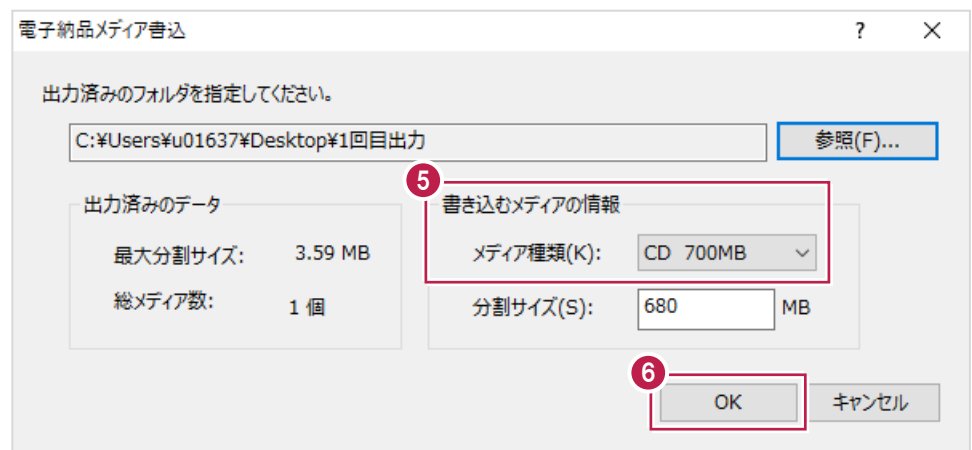 電子納品メディア書込
?
×
出力済みのフォルダを指定してください。
C:¥Users¥u01637¥Desktop¥1回目出力
参照(F)...
出力済みのデータ
最大分割サイズ: 3.59 MB
総メディア数: 1 個
5
書き込むメディアの情報
メディア種類(K): CD 700MB
分割サイズ(S): 680 MB
6
OK
キャンセル